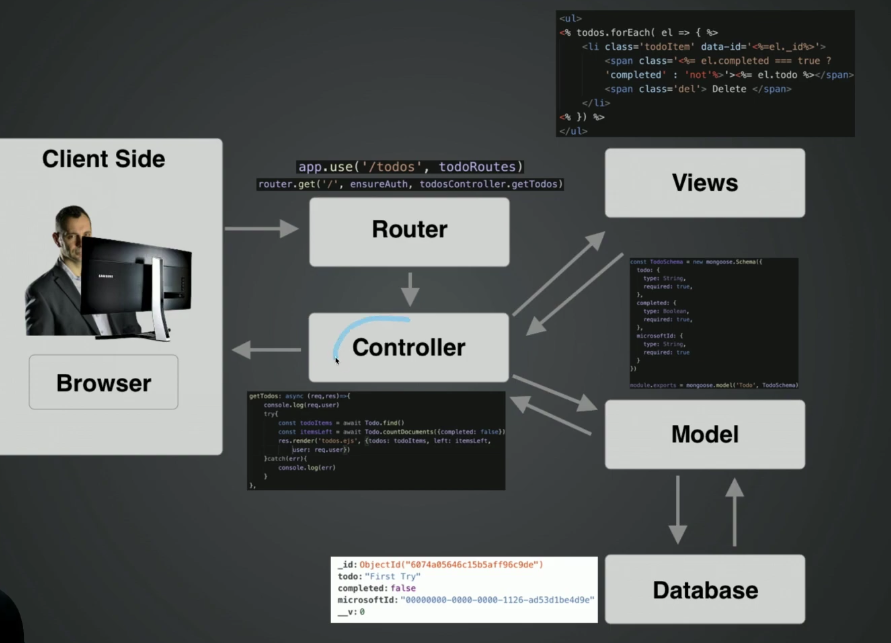 <ul>
<% todos.forEach( el => { %>
<li class='todoItem' data-id='<%=el._id%>'>
<span class='<%= el.completed === true ?
'completed' : 'not'%>'><%= el.todo %></span>
<span class='del'> Delete </span>
</li>
<% }) %>
</ul>
Client Side
SAMSUNG
Browser
app.use('/todos', todoRoutes)
router.get('/', ensureAuth, todosController.getTodos)
Router
Views
const TodoSchema = new mongoose.Schema({
todo: {
type: String,
required: true,
},
completed: {
type: Boolean,
required: true,
},
microsoftId: {
type: String,
required: true
}
})
module.exports = mongoose.model('Todo', TodoSchema)
Controller
getTodos: async (req,res)=>{
console.log(req.user)
try{
const todoItems = await Todo.find()
const itemsLeft = await Todo.countDocuments({completed: false})
res.render('todos.ejs', {todos: todoItems, left: itemsLeft,
user: req.user})
}catch(err){
console.log(err)
}
},
Model
_id: ObjectId("6074a05646c15b5aff96c9de")
todo: "First Try"
completed: false
microsoftId: "00000000-0000-0000-1126-ad53d1be4d9e"
__v: 0
Database